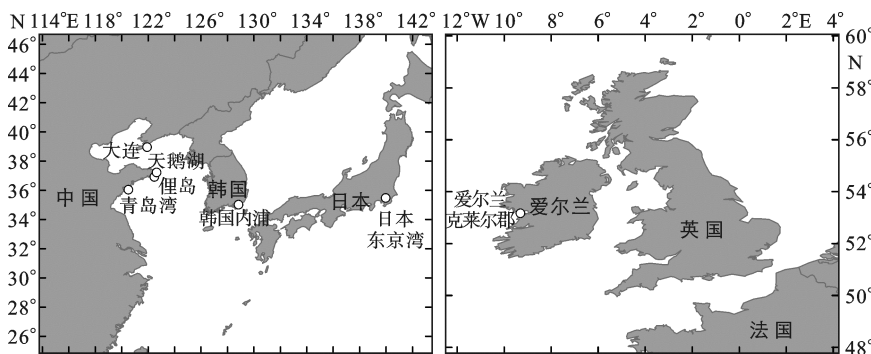 N 114°E 118° 122° 126° 130° 134° 138° 142°
46°
44°
42°
40°
38°
36°
34°
32°
30°
28°
26°
大连
天鹅湖
俚岛
中国
青岛湾
韩国
韩国内浦
日本
日本
东京湾
12°W 10° 8° 6° 4° 2° 0° 2°E 4°
60°
N
56°
54°
52°
50°
48°
爱尔兰
克莱尔郡
爱尔兰
英国
法国